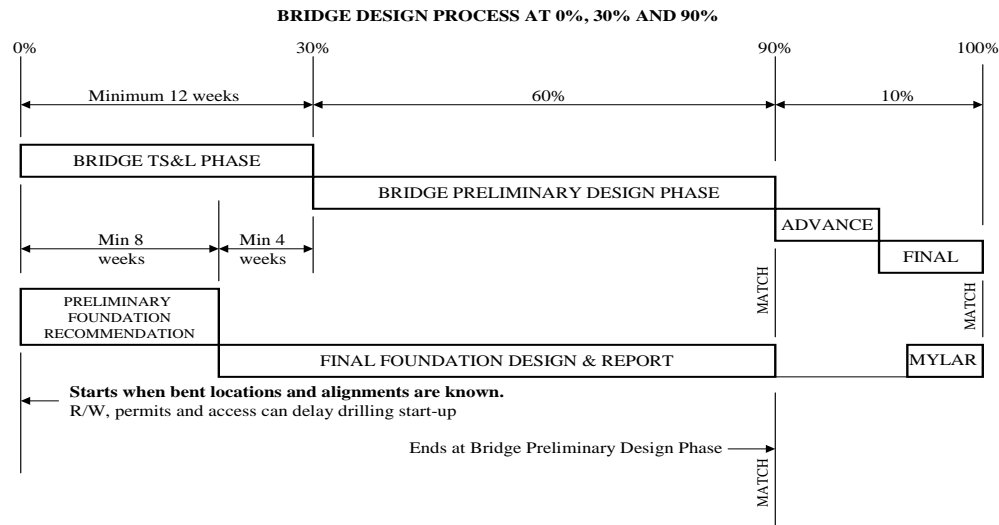 BRIDGE DESIGN PROCESS AT 0%, 30% AND 90%
0%
30%
90%
100%
Minimum 12 weeks
60%
10%
BRIDGE TS&L PHASE
BRIDGE PRELIMINARY DESIGN PHASE
ADVANCE
FINAL
Min 8
weeks
Min 4
weeks
MATCH
MATCH
PRELIMINARY
FOUNDATION
RECOMMENDATION
FINAL FOUNDATION DESIGN & REPORT
MYLAR
Starts when bent locations and alignments are known.
R/W, permits and access can delay drilling start-up
Ends at Bridge Preliminary Design Phase
MATCH